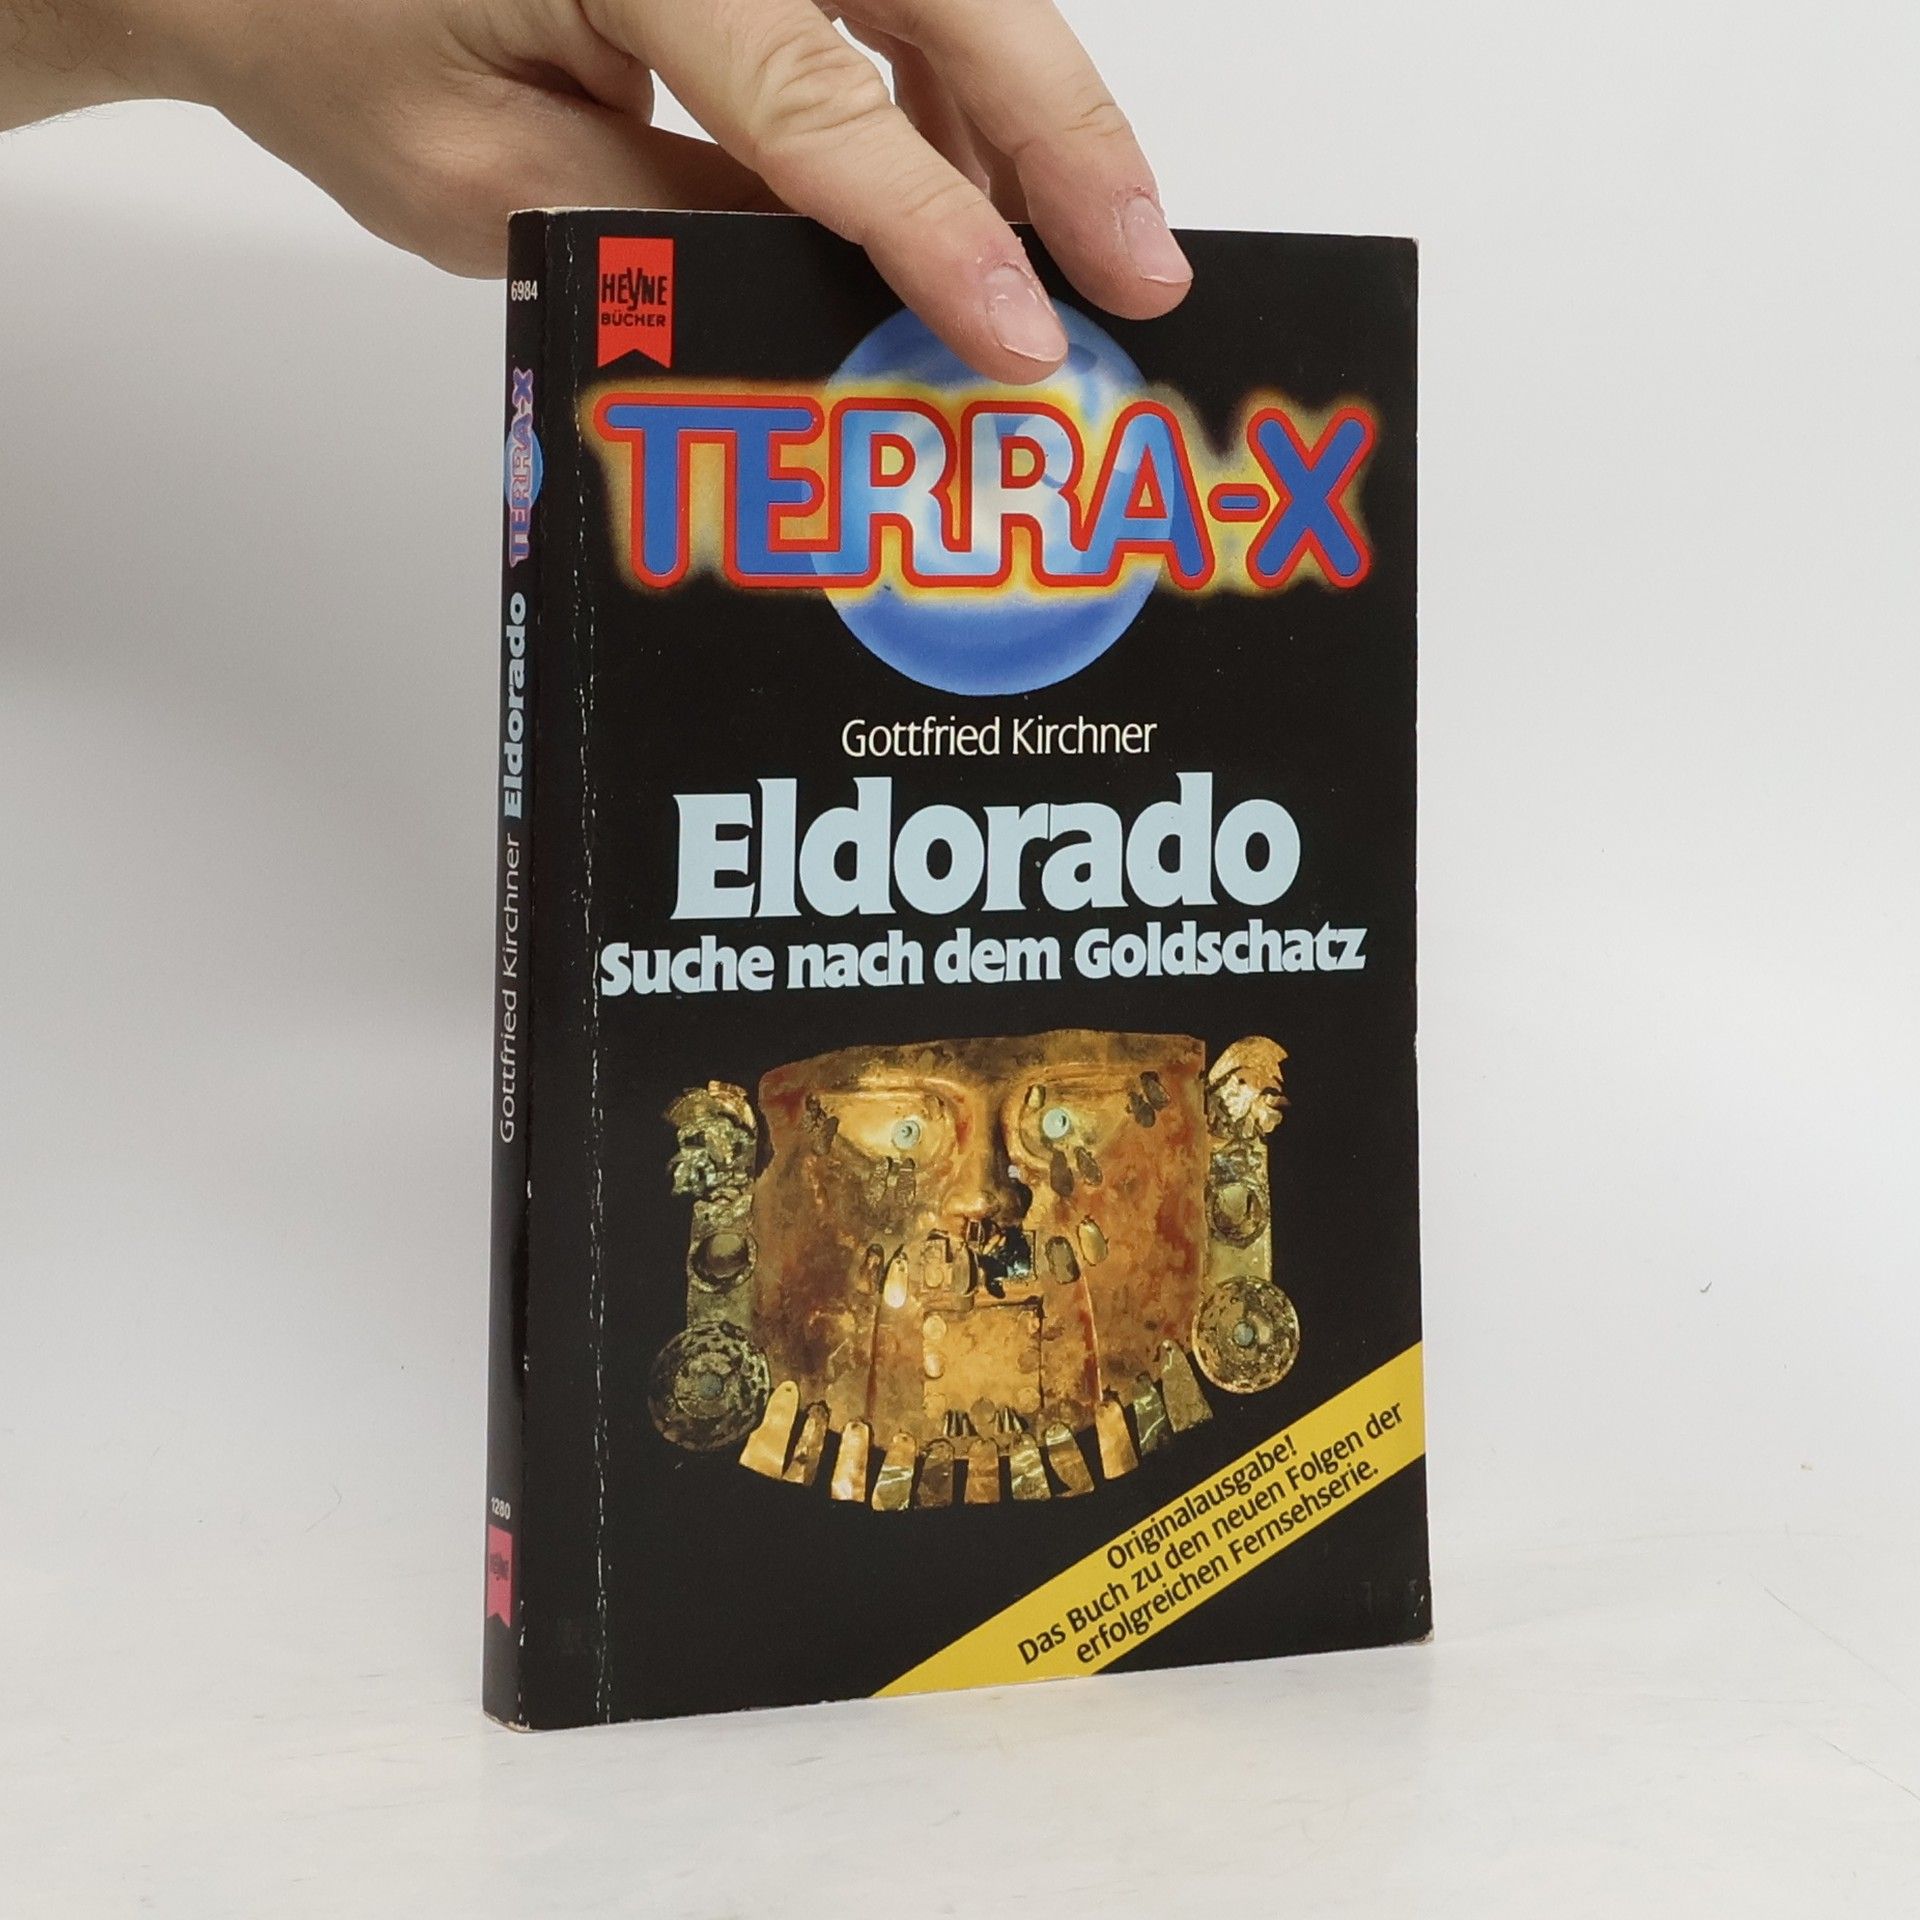 HEYNE
BÜCHER
TERRA-X
Gottfried Kirchner
Eldorado
Suche nach dem Goldschatz
Originalausgabe!
Das Buch zu den neuen Folgen der
erfolgreichen Fernsehserie.
6984
TERRA-X
Gottfried Kirchner Eldorado
1280
HEYNE